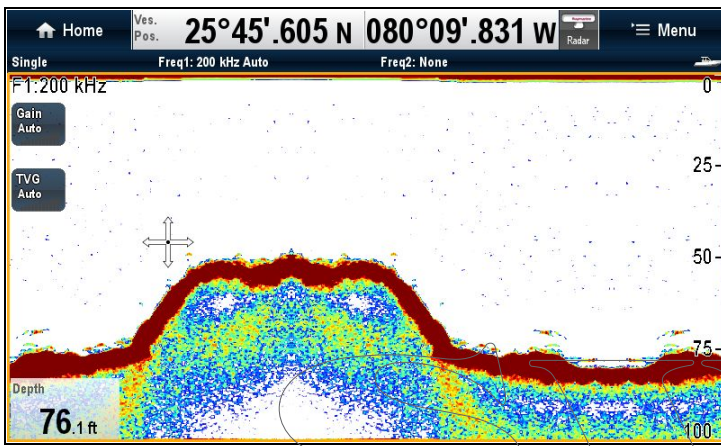 Home
Ves. Pos.
25°45'.605 N
080°09'.831 W
Radar
Menu
Single
Freq1: 200 kHz Auto
Freq2: None
F1:200 kHz
0
Gain
Auto
25
TVG
Auto
50
75
Depth
76.1 ft
100